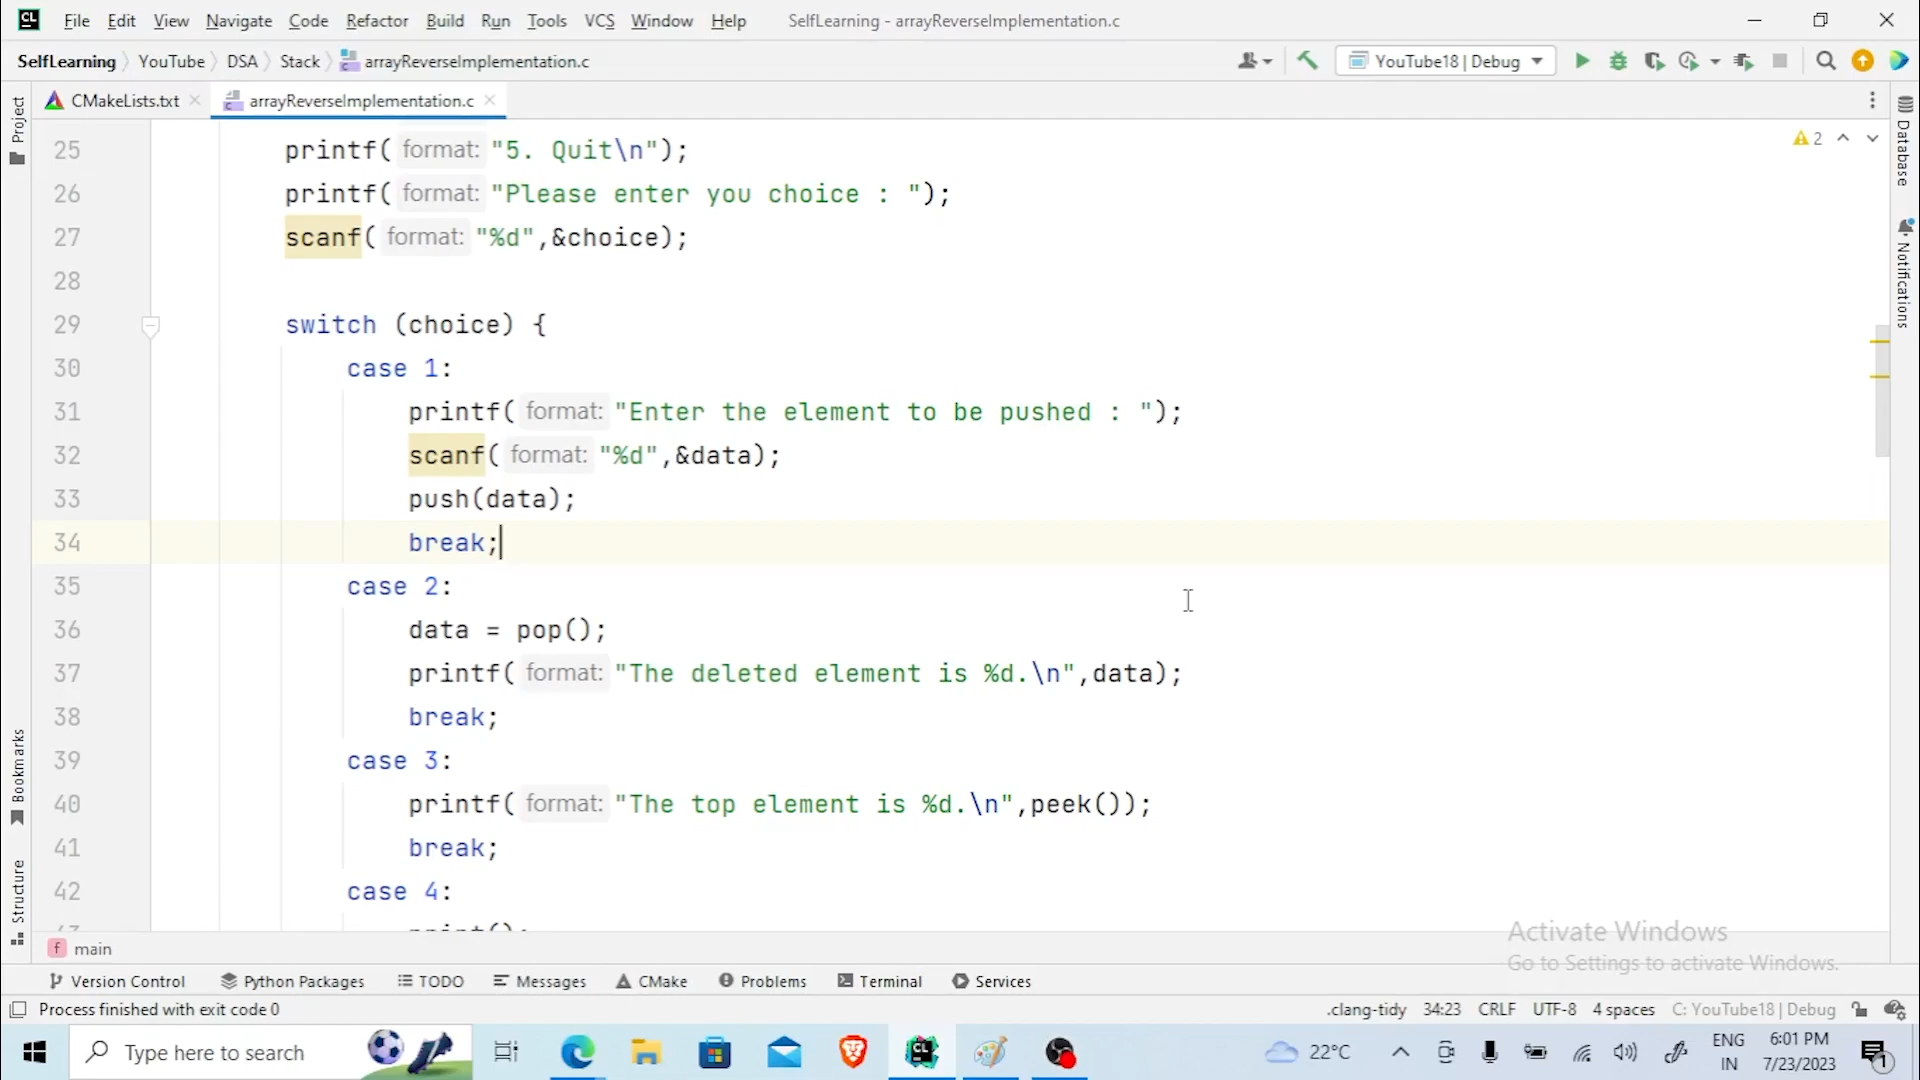 CL File Edit View Navigate Code Refactor Build Run Tools VCS Window Help SelfLearning - arrayReverseImplementation.c
SelfLearning YouTube DSA Stack arrayReverseImplementation.c YouTube18 | Debug
CMakeLists.txt arrayReverseImplementation.c
Project
Bookmarks
Structure
Database
Notifications
2
25 printf( format: "5. Quit\n");
26 printf( format: "Please enter you choice : ");
27 scanf( format: "%d",&choice);
28
29 switch (choice) {
30 case 1:
31 printf( format: "Enter the element to be pushed : ");
32 scanf( format: "%d",&data);
33 push(data);
34 break;
35 case 2:
36 data = pop();
37 printf( format: "The deleted element is %d.\n",data);
38 break;
39 case 3:
40 printf( format: "The top element is %d.\n",peek());
41 break;
42 case 4:
43 print();
f main
Activate Windows
Go to Settings to activate Windows.
Version Control Python Packages TODO Messages CMake Problems Terminal Services
Process finished with exit code 0 .clang-tidy 34:23 CRLF UTF-8 4 spaces C: YouTube18 | Debug
Type here to search 22°C ENG 6:01 PM
IN 7/23/2023 1